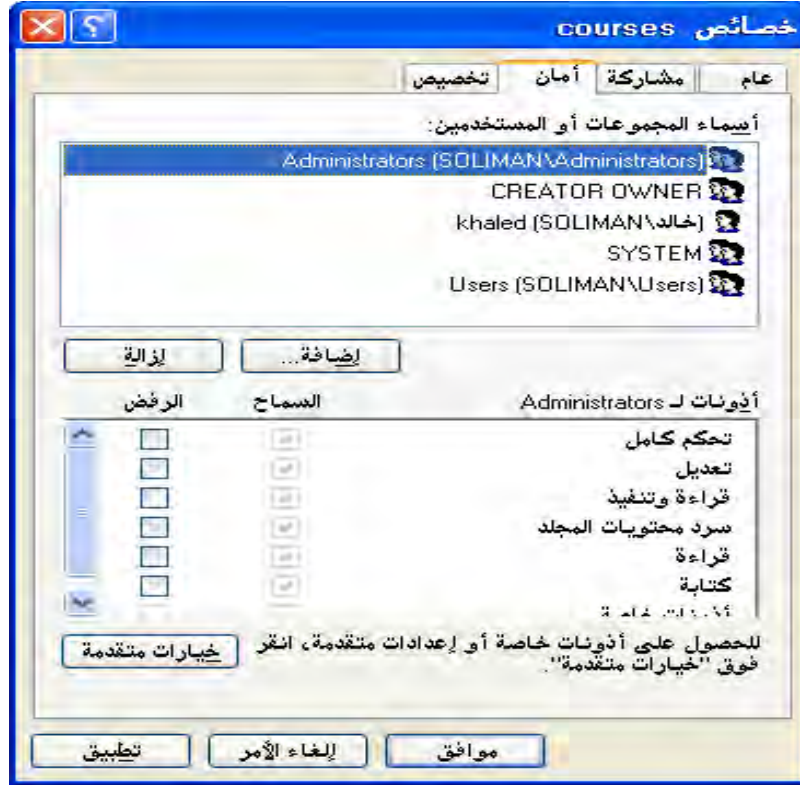 خصائص courses
عام
مشاركة
أمان
تخصيص
أسماء المجموعات أو المستخدمين:
Administrators (SOLIMAN\Administrators)
CREATOR OWNER
khaled (SOLIMAN\خالد)
SYSTEM
Users (SOLIMAN\Users)
إضافة...
إزالة
أذونات لـ Administrators
السماح
الرفض
تحكم كامل
تعديل
قراءة وتنفيذ
سرد محتويات المجلد
قراءة
كتابة
أذونات خاصة
للحصول على أذونات خاصة أو إعدادات متقدمة، انقر
فوق "خيارات متقدمة".
خيارات متقدمة
موافق
إلغاء الأمر
تطبيق